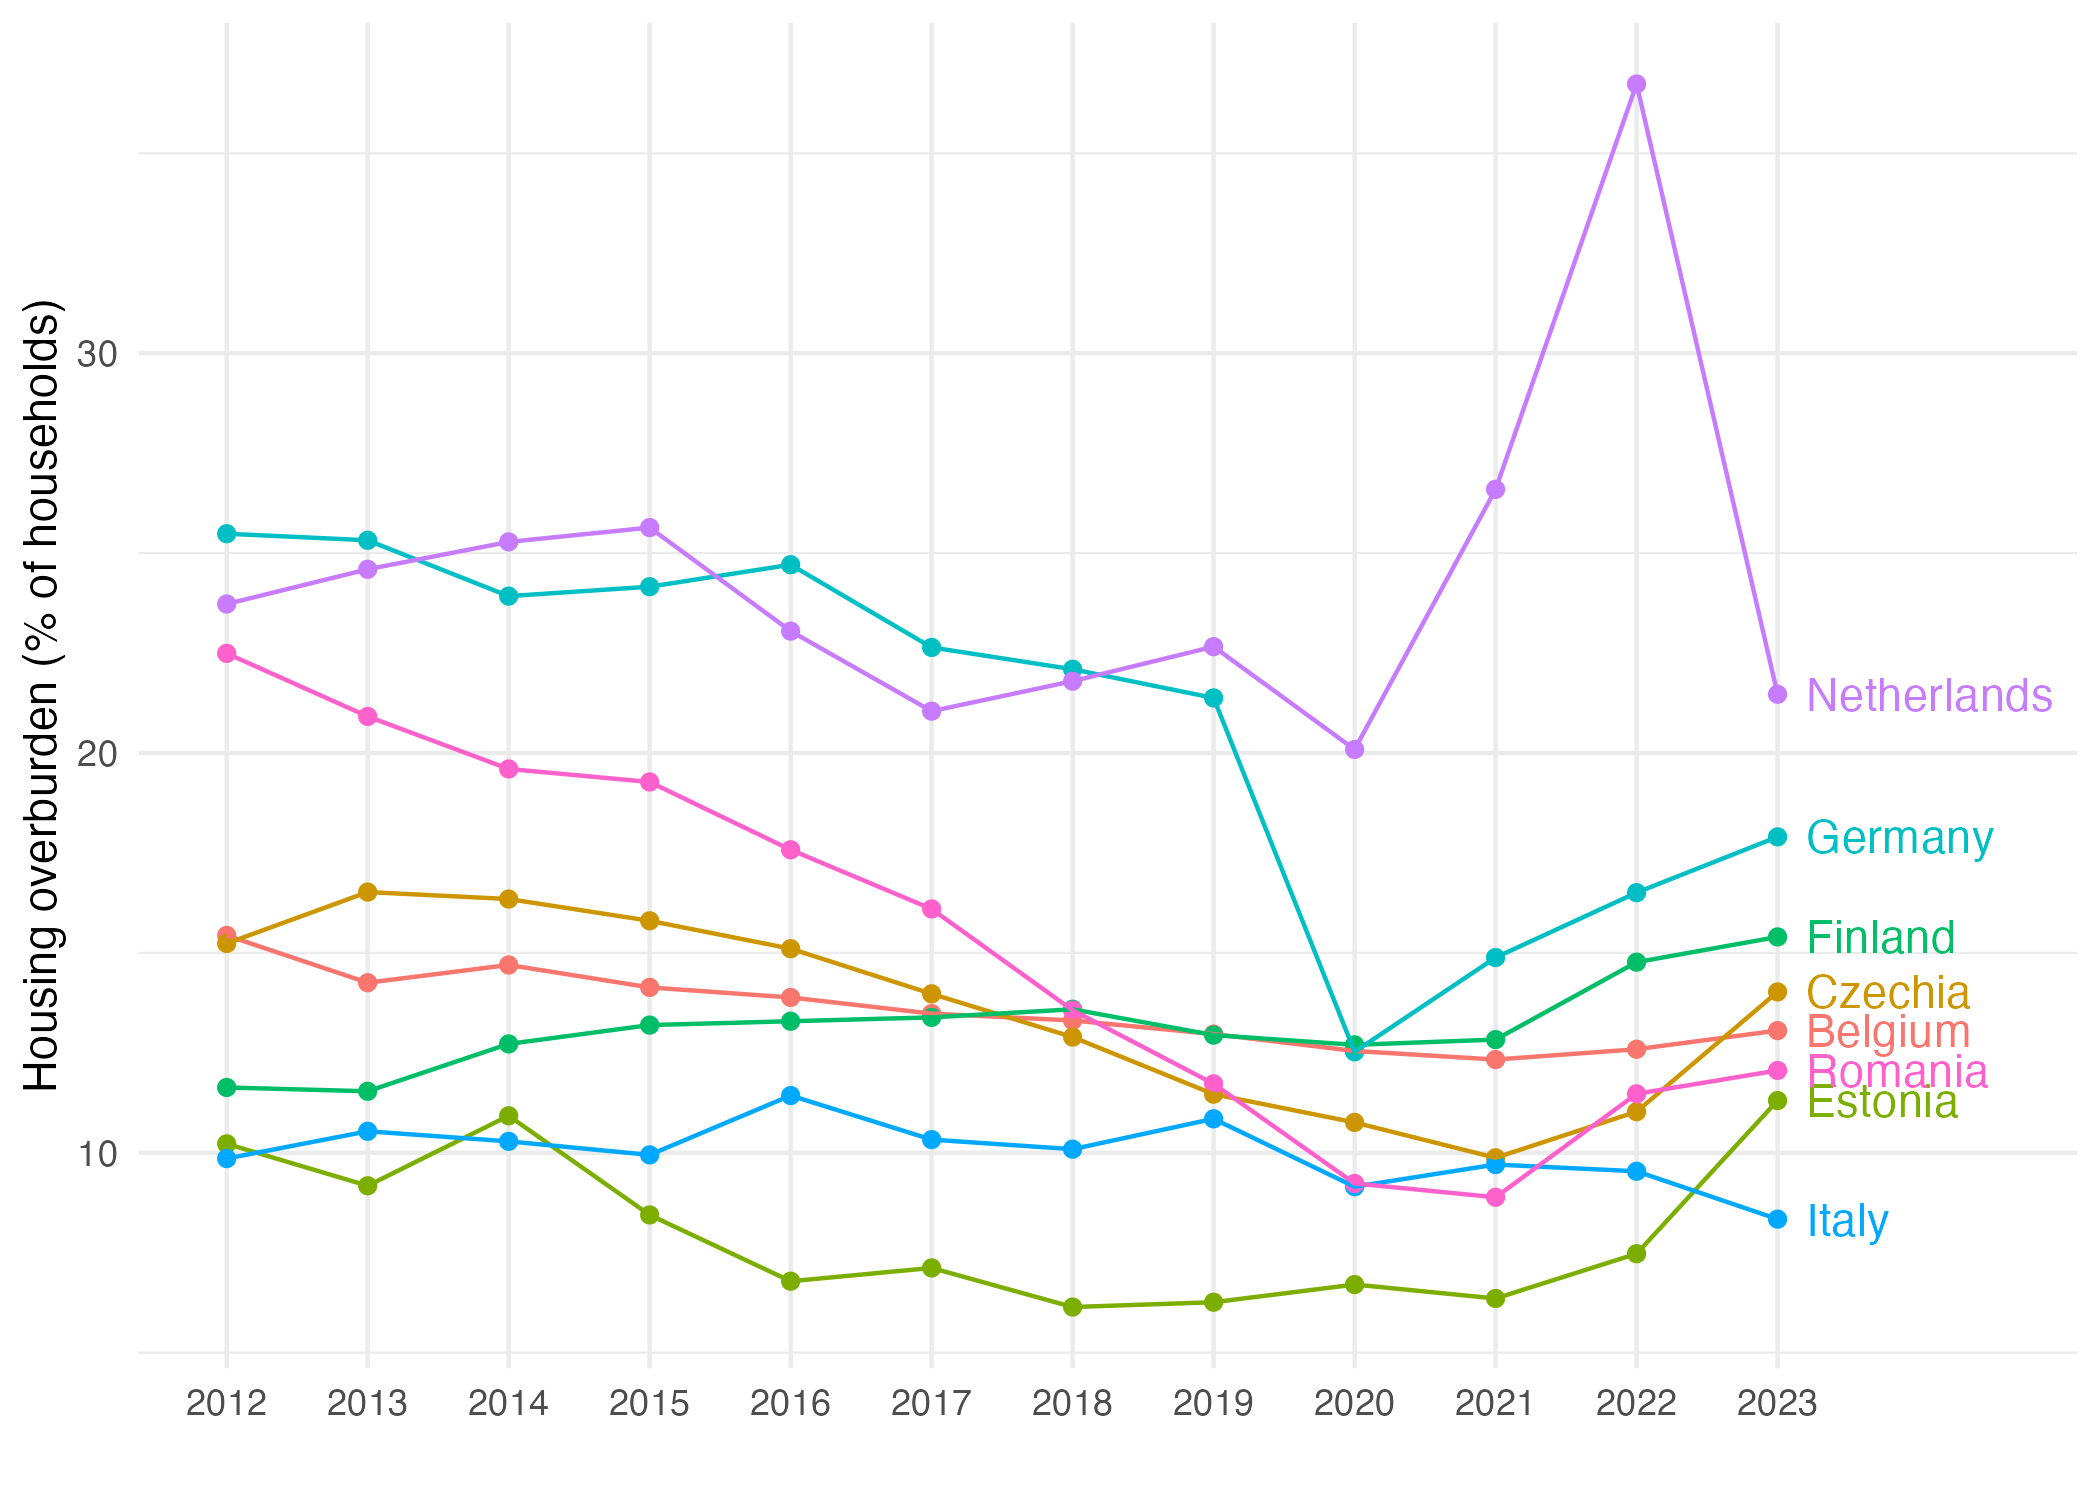 Housing overburden (% of households)
30
20
10
Netherlands
Germany
Finland
Czechia
Belgium
Romania
Estonia
Italy
2012 2013 2014 2015 2016 2017 2018 2019 2020 2021 2022 2023